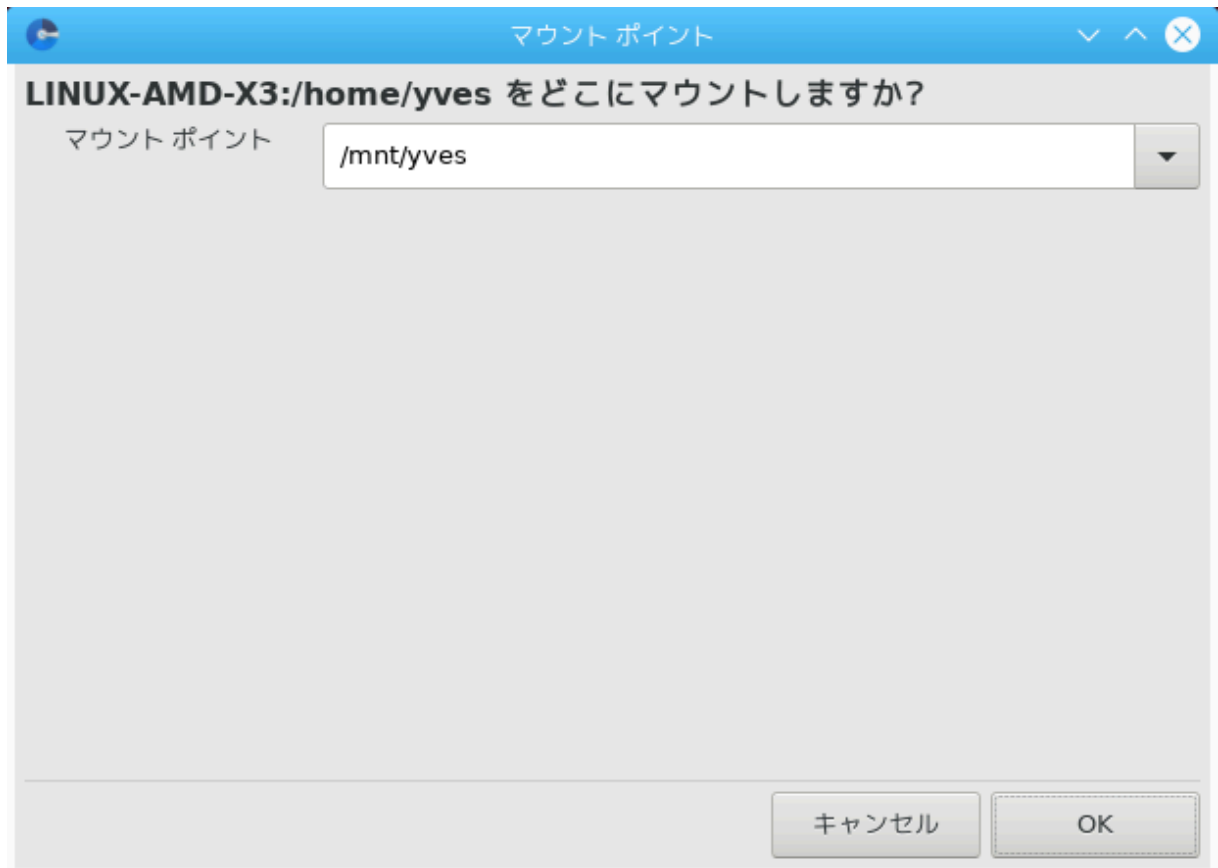 マウント ポイント
LINUX-AMD-X3:/home/yves をどこにマウントしますか?
マウント ポイント
/mnt/yves
キャンセル
OK